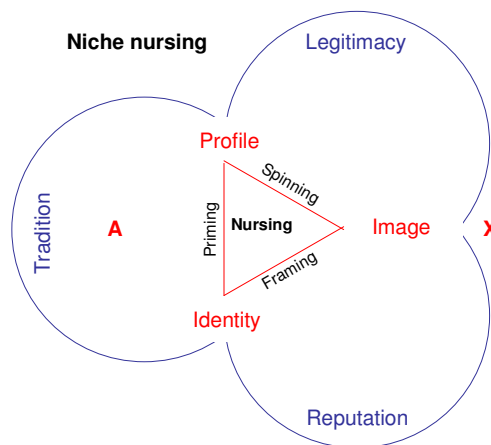 Niche nursing
Legitimacy
Profile
Spinning
Tradition
A
Priming
Nursing
Image
X
Framing
Identity
Reputation